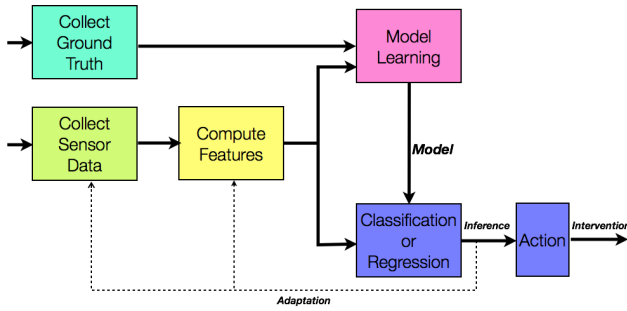 Collect
Ground
Truth
Model
Learning
Collect
Sensor
Data
Compute
Features
Model
Classification
or
Regression
Inference
Action
Intervention
Adaptation